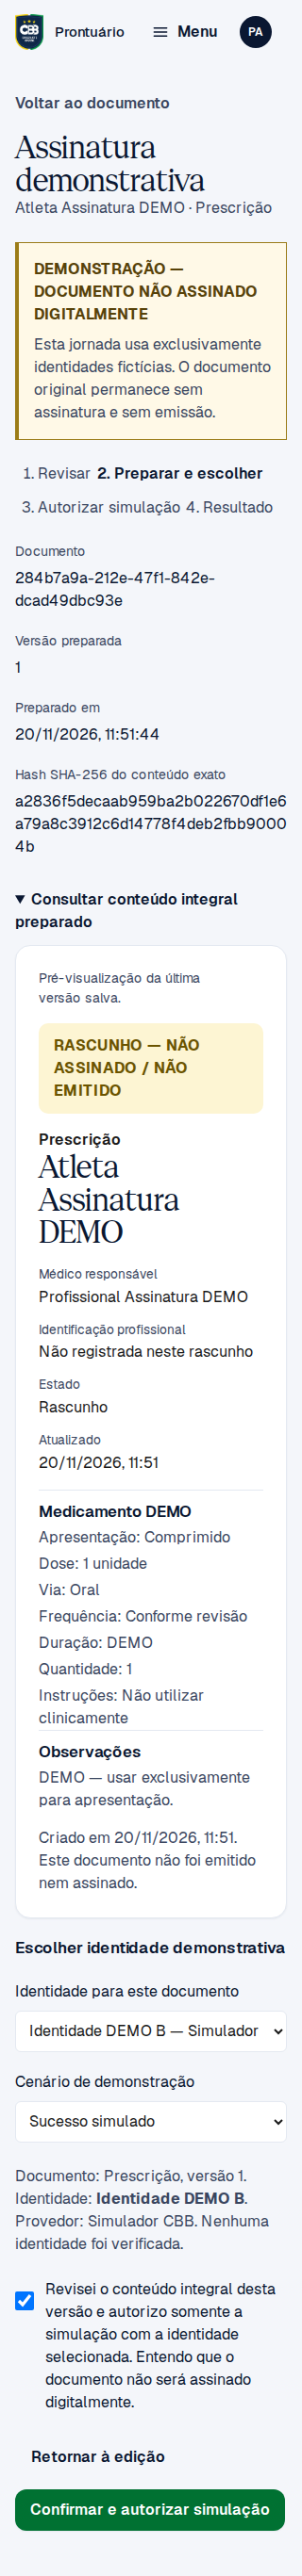 CBB
Prontuário
Menu
PA
Voltar ao documento
Assinatura
demonstrativa
Atleta Assinatura DEMO · Prescrição
DEMONSTRAÇÃO —
DOCUMENTO NÃO ASSINADO
DIGITALMENTE
Esta jornada usa exclusivamente
identidades fictícias. O documento
original permanece sem
assinatura e sem emissão.
1. Revisar 2. Preparar e escolher
3. Autorizar simulação 4. Resultado
Documento
284b7a9a-212e-47f1-842e-
dcad49dbc93e
Versão preparada
1
Preparado em
20/11/2026, 11:51:44
Hash SHA-256 do conteúdo exato
a2836f5decaab959ba2b022670df1e6
a79a8c3912c6d14778f4deb2fbb9000
4b
▼ Consultar conteúdo integral
preparado
Pré-visualização da última
versão salva.
RASCUNHO — NÃO
ASSINADO / NÃO
EMITIDO
Prescrição
Atleta
Assinatura
DEMO
Médico responsável
Profissional Assinatura DEMO
Identificação profissional
Não registrada neste rascunho
Estado
Rascunho
Atualizado
20/11/2026, 11:51
Medicamento DEMO
Apresentação: Comprimido
Dose: 1 unidade
Via: Oral
Frequência: Conforme revisão
Duração: DEMO
Quantidade: 1
Instruções: Não utilizar
clinicamente
Observações
DEMO — usar exclusivamente
para apresentação.
Criado em 20/11/2026, 11:51.
Este documento não foi emitido
nem assinado.
Escolher identidade demonstrativa
Identidade para este documento
Identidade DEMO B — Simulador
Cenário de demonstração
Sucesso simulado
Documento: Prescrição, versão 1.
Identidade: Identidade DEMO B.
Provedor: Simulador CBB. Nenhuma
identidade foi verificada.
Revisei o conteúdo integral desta
versão e autorizo somente a
simulação com a identidade
selecionada. Entendo que o
documento não será assinado
digitalmente.
Retornar à edição
Confirmar e autorizar simulação